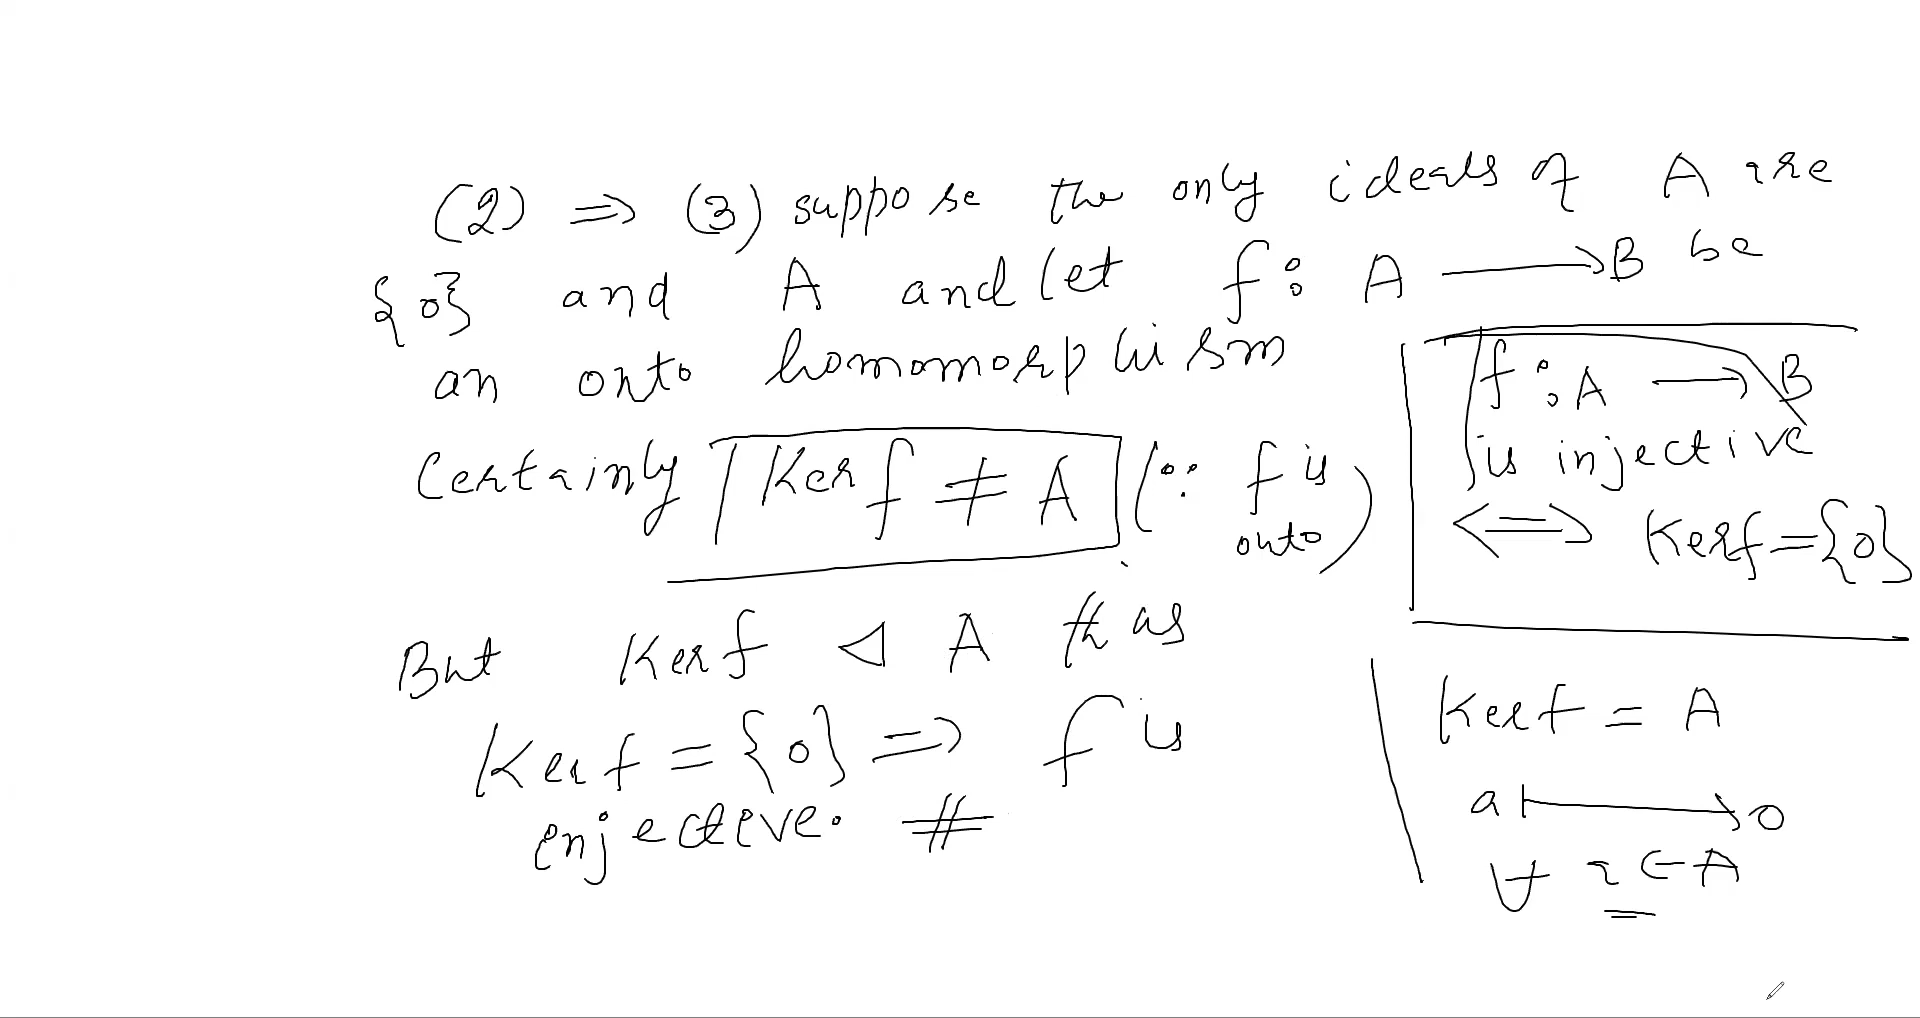 (2) ⇒ (3) suppose the only ideals of A are
{0} and A and let f: A ⟶ B be
an onto homomorphism
Certainly Ker f ≠ A (∵ f is
onto)
But Ker f ◁ A as
Ker f = {0} ⇒ f is
injective. #
f: A ⟶ B
is injective
⟺ Ker f = {0}
Ker f = A
a ⟼ 0
∀ a ∈ A